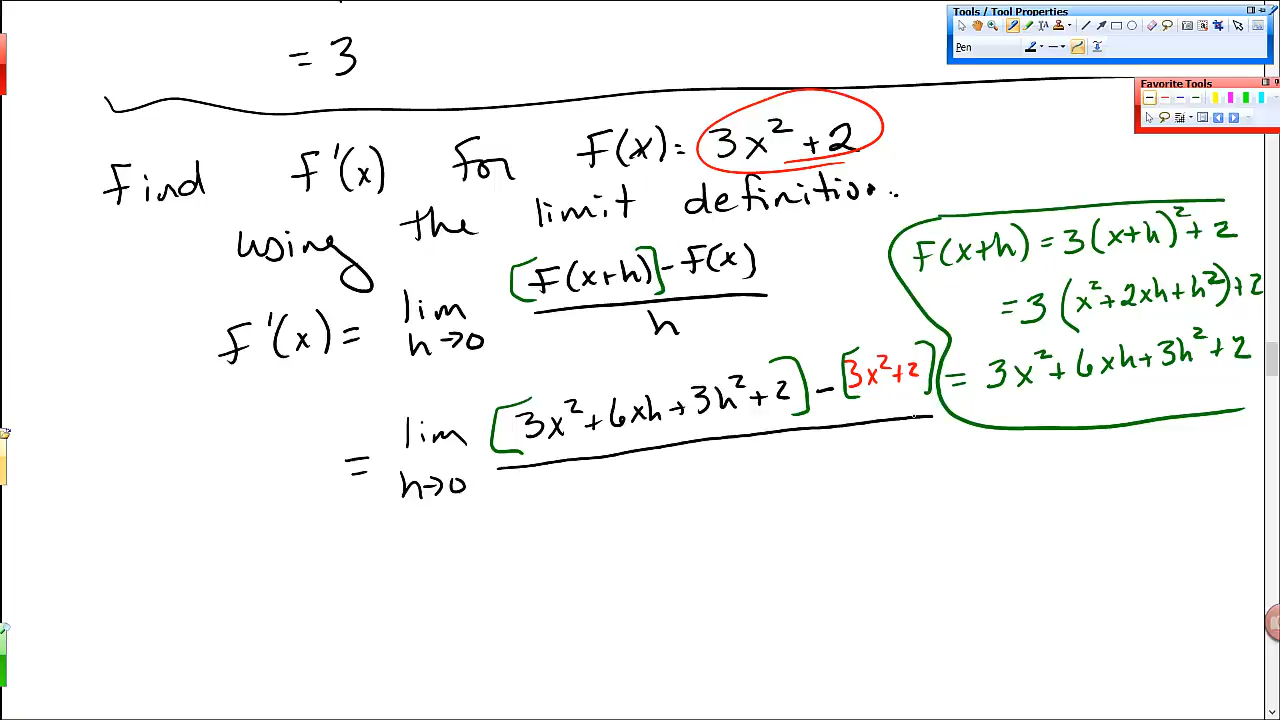 Tools / Tool Properties
Pen
Favorite Tools
= 3
Find F'(x) for F(x) = 3x² + 2
using the limit definition.
F'(x) = lim h→0 [F(x+h)] - F(x) / h
F(x+h) = 3(x+h)² + 2
= 3(x² + 2xh + h²) + 2
= 3x² + 6xh + 3h² + 2
= lim h→0 [3x² + 6xh + 3h² + 2] - [3x² + 2]